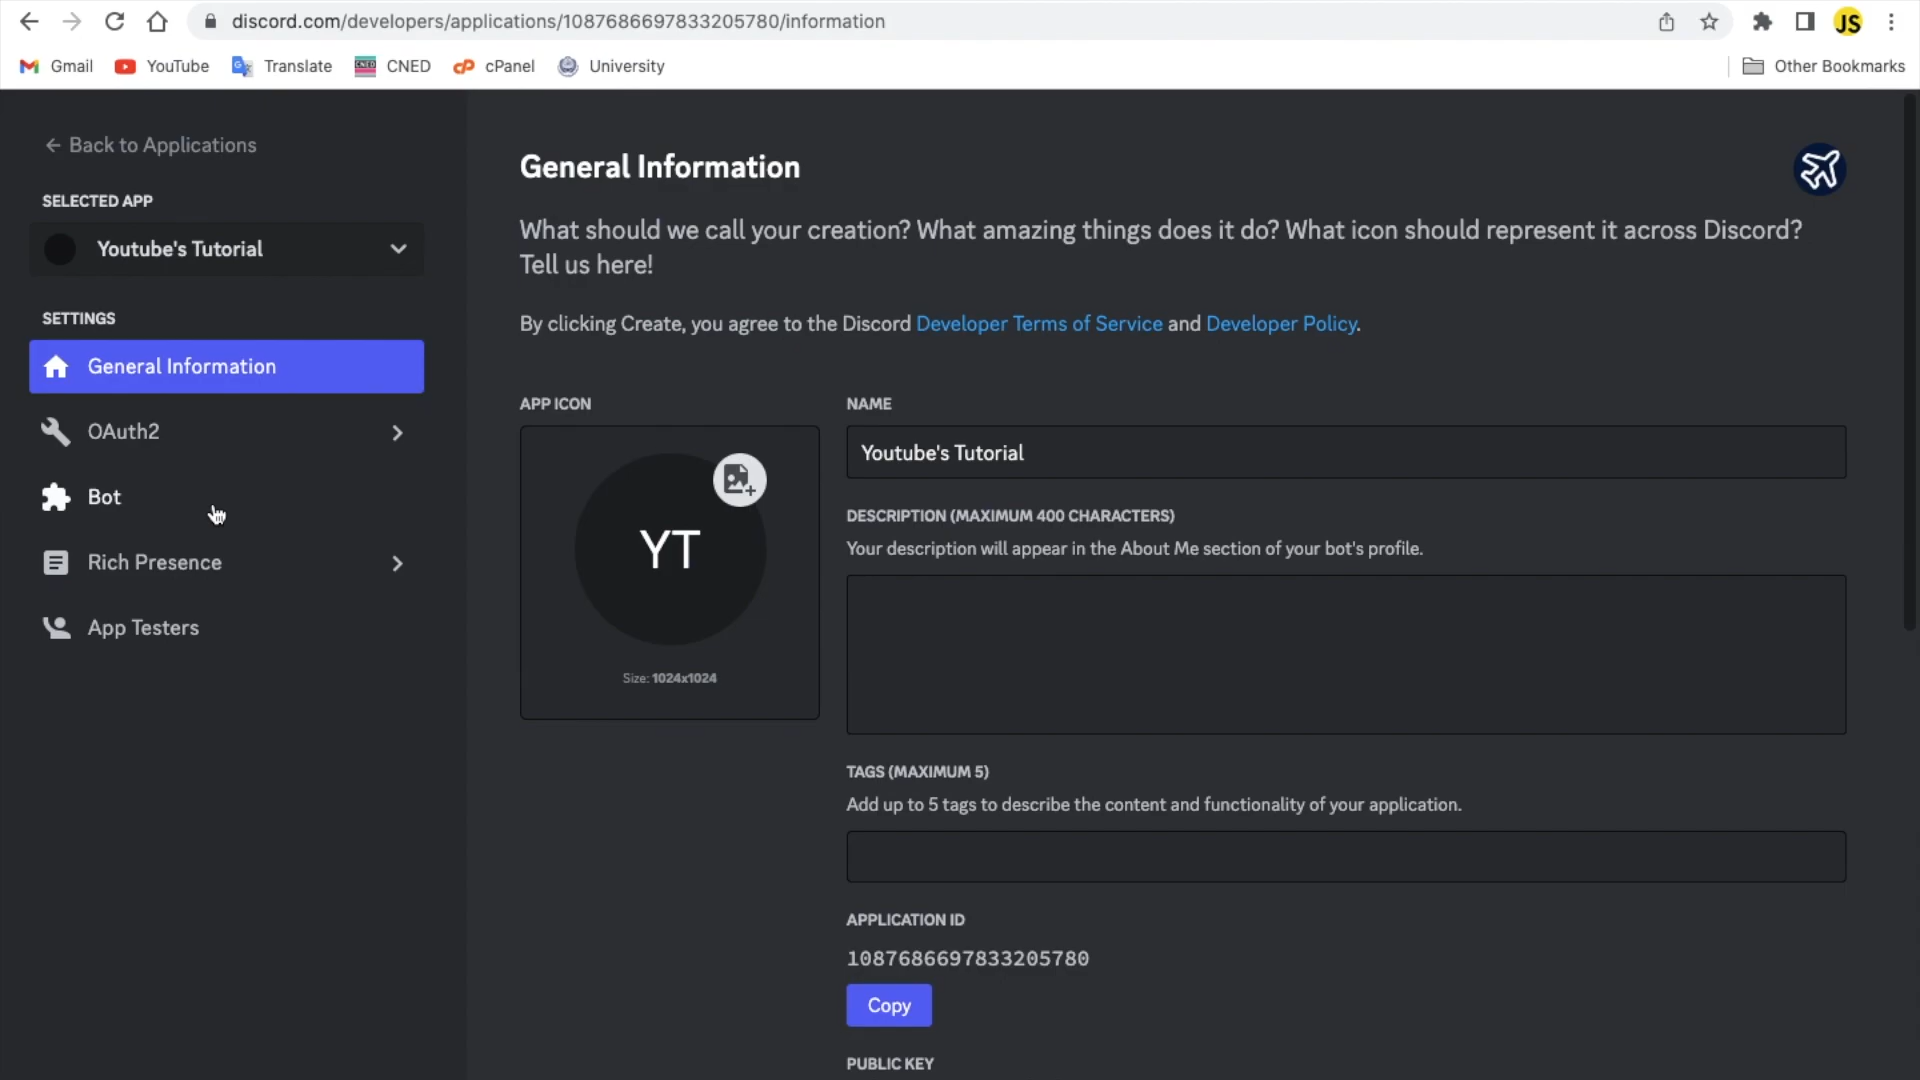 discord.com/developers/applications/1087686697833205780/information
JS
Gmail
YouTube
Translate
CNED
cPanel
University
Other Bookmarks
← Back to Applications
SELECTED APP
Youtube's Tutorial
SETTINGS
General Information
OAuth2
Bot
Rich Presence
App Testers
General Information
What should we call your creation? What amazing things does it do? What icon should represent it across Discord?
Tell us here!
By clicking Create, you agree to the Discord Developer Terms of Service and Developer Policy.
APP ICON
YT
Size: 1024x1024
NAME
Youtube's Tutorial
DESCRIPTION (MAXIMUM 400 CHARACTERS)
Your description will appear in the About Me section of your bot's profile.
TAGS (MAXIMUM 5)
Add up to 5 tags to describe the content and functionality of your application.
APPLICATION ID
1087686697833205780
Copy
PUBLIC KEY